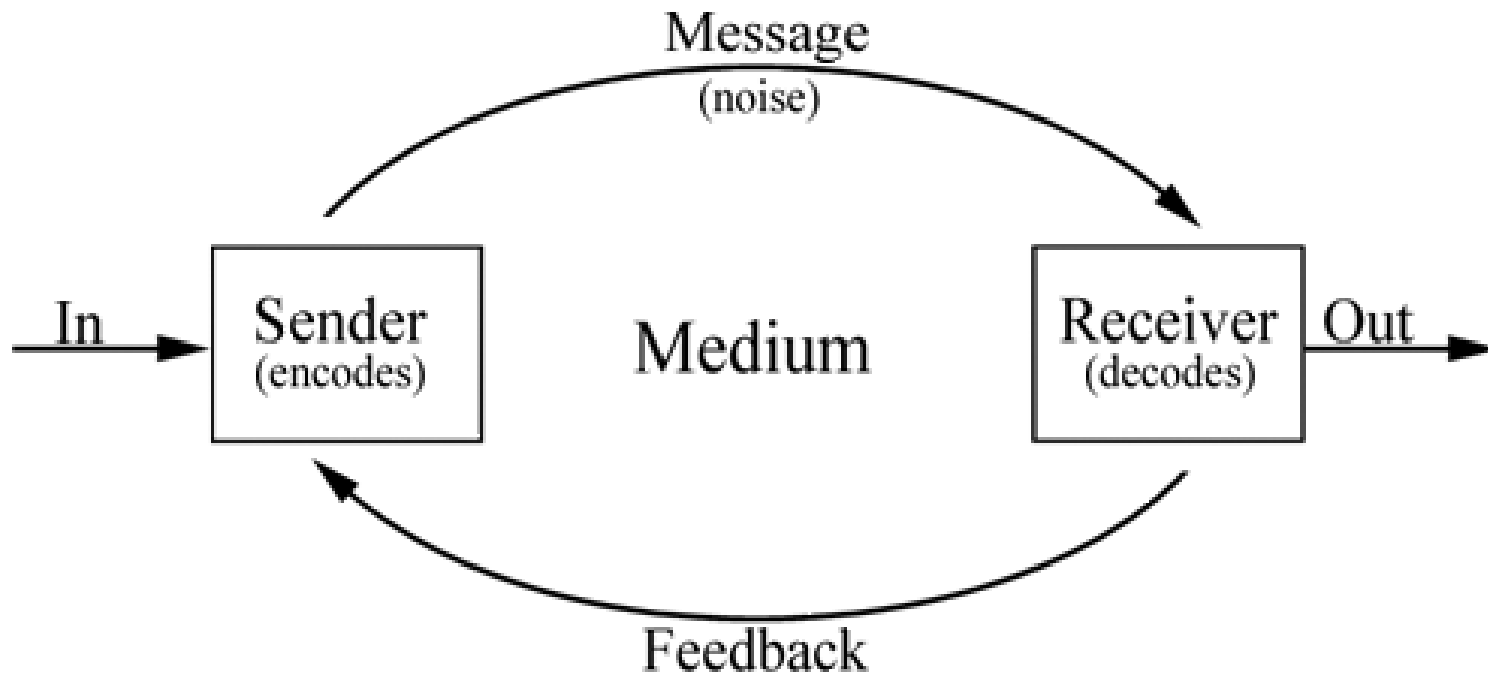 Message
(noise)
In
Sender
(encodes)
Medium
Receiver
(decodes)
Out
Feedback